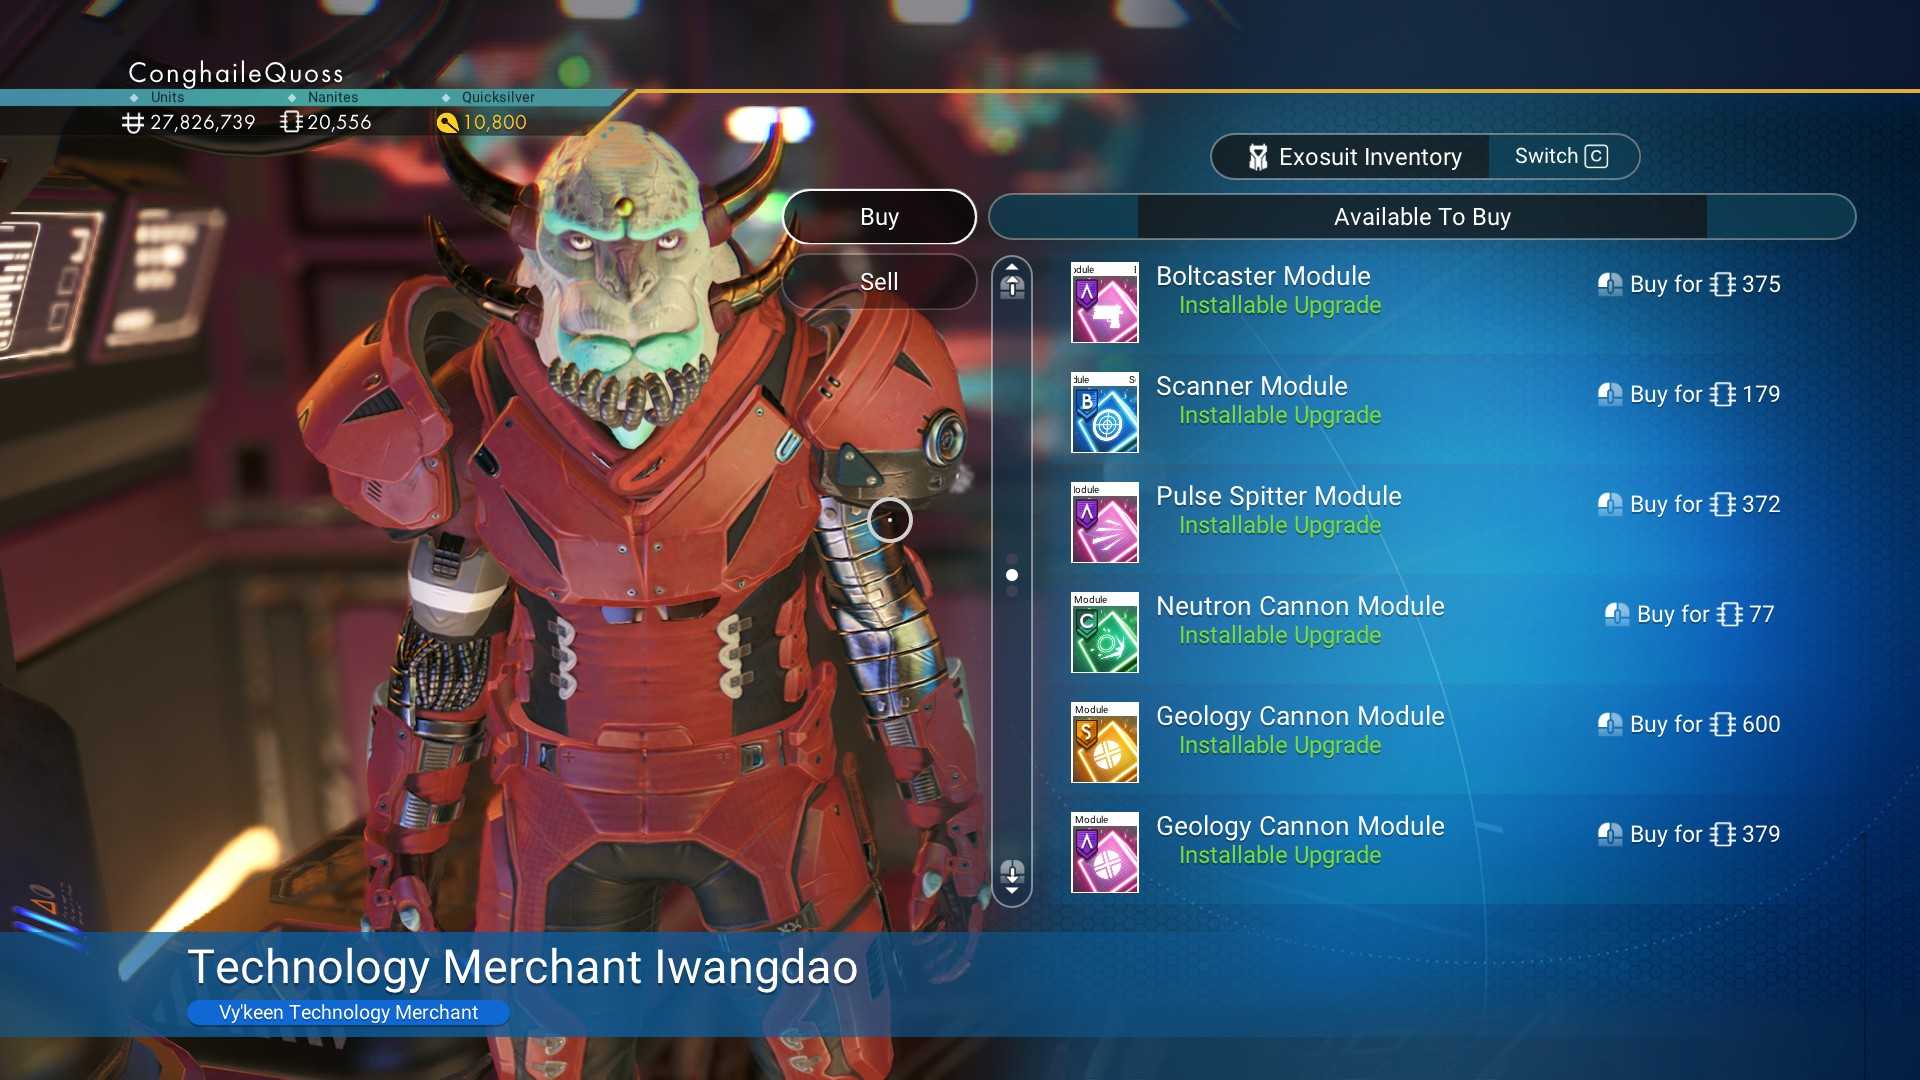 ConghaileQuoss
Units Nanites Quicksilver
27,826,739 20,556 10,800
Exosuit Inventory Switch C
Buy
Available To Buy
Sell
Boltcaster Module
Installable Upgrade
Buy for 375
B
Scanner Module
Installable Upgrade
Buy for 179
Pulse Spitter Module
Installable Upgrade
Buy for 372
Module
C
Neutron Cannon Module
Installable Upgrade
Buy for 77
Module
S
Geology Cannon Module
Installable Upgrade
Buy for 600
Module
Geology Cannon Module
Installable Upgrade
Buy for 379
Technology Merchant Iwangdao
Vy'keen Technology Merchant